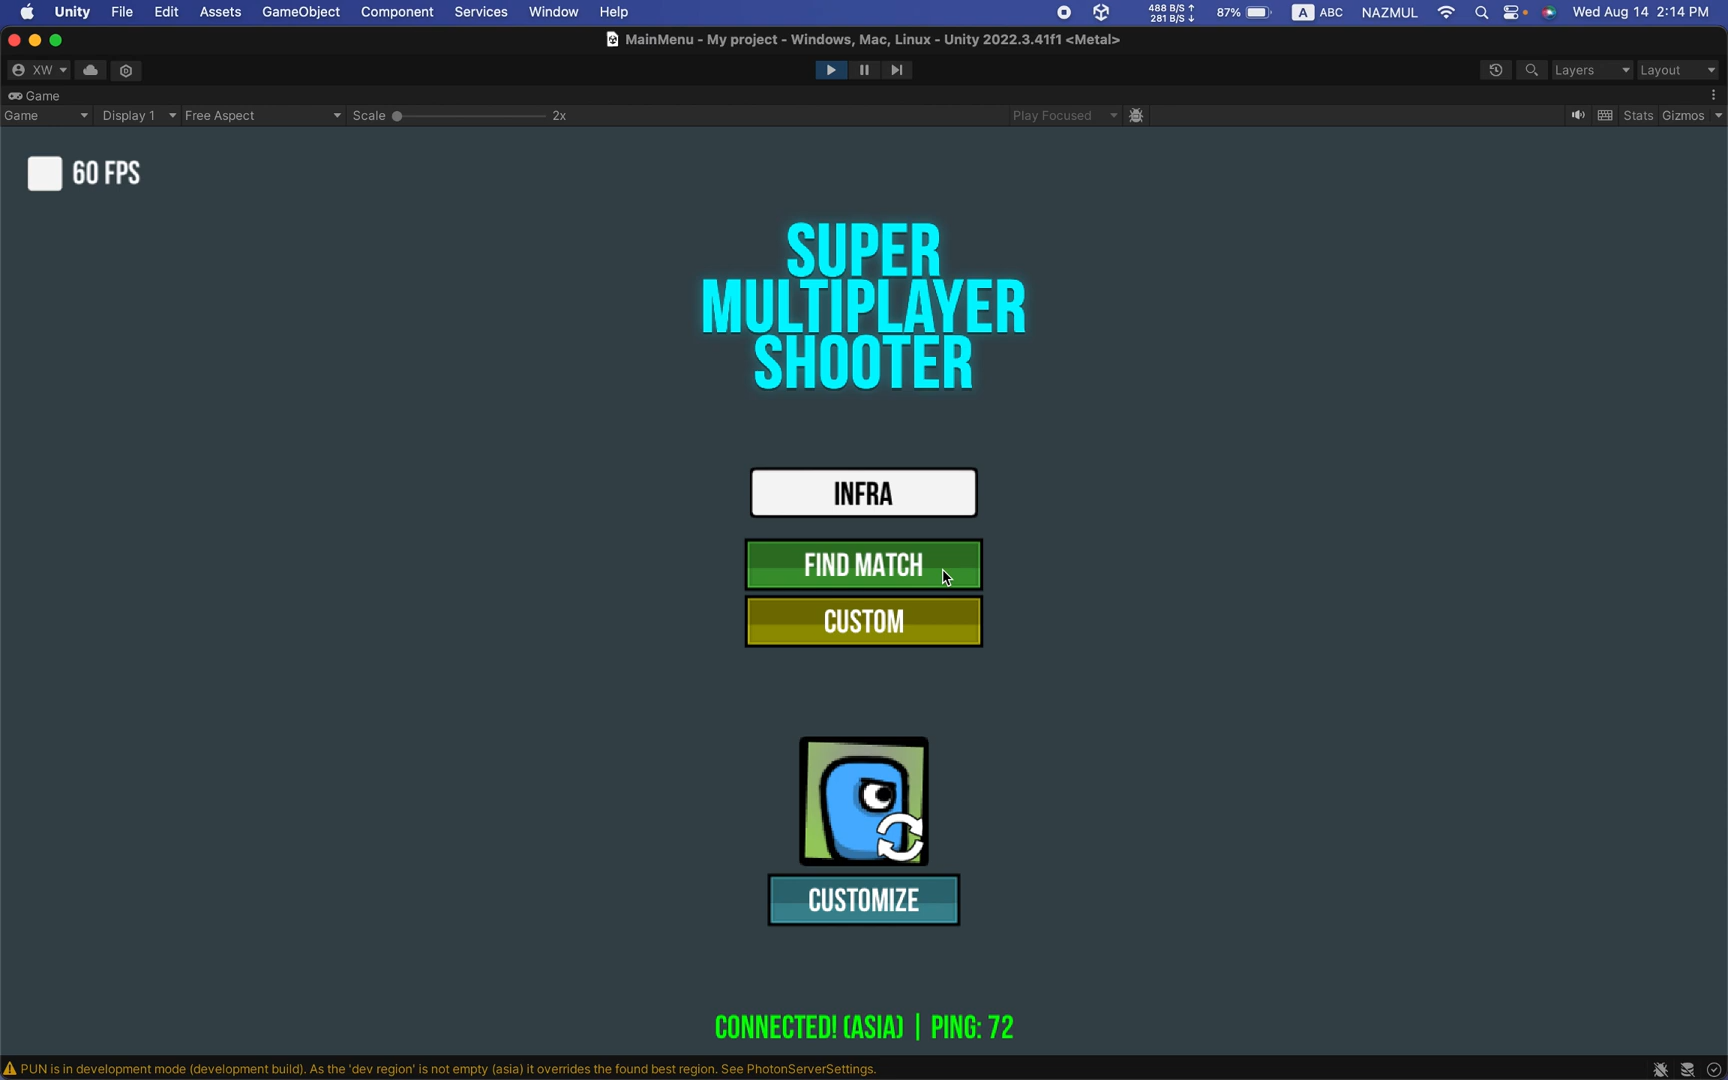 Unity File Edit Assets GameObject Component Services Window Help 488 B/S ↑ 281 B/S ↓ 87% A ABC NAZMUL Wed Aug 14 2:14 PM
MainMenu - My project - Windows, Mac, Linux - Unity 2022.3.41f1 <Metal>
XW Layers Layout
Game
Game Display 1 Free Aspect Scale 2x Play Focused Stats Gizmos
60 FPS
SUPER
MULTIPLAYER
SHOOTER
INFRA
FIND MATCH
CUSTOM
CUSTOMIZE
CONNECTED! (ASIA) | PING: 72
PUN is in development mode (development build). As the 'dev region' is not empty (asia) it overrides the found best region. See PhotonServerSettings.